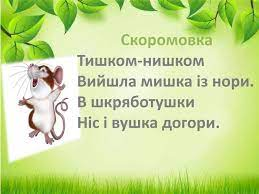 Скоромовка
Тишком-нишком
Вийшла мишка із нори.
В шкряботушки
Ніс і вушка догори.